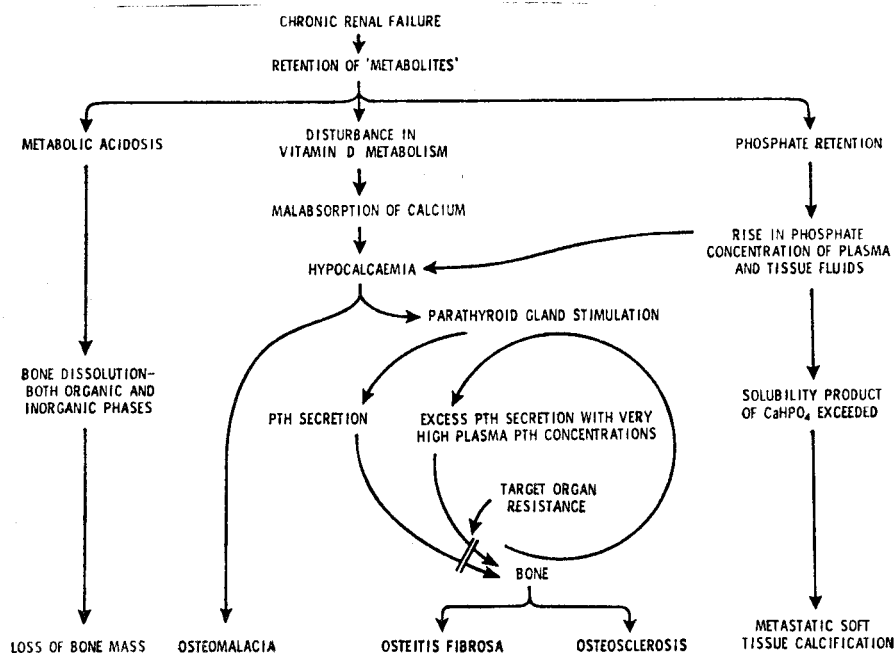 CHRONIC RENAL FAILURE
RETENTION OF 'METABOLITES'
METABOLIC ACIDOSIS
DISTURBANCE IN
VITAMIN D METABOLISM
PHOSPHATE RETENTION
MALABSORPTION OF CALCIUM
RISE IN PHOSPHATE
CONCENTRATION OF PLASMA
AND TISSUE FLUIDS
HYPOCALCAEMIA
PARATHYROID GLAND STIMULATION
BONE DISSOLUTION-
BOTH ORGANIC AND
INORGANIC PHASES
PTH SECRETION
EXCESS PTH SECRETION WITH VERY
HIGH PLASMA PTH CONCENTRATIONS
SOLUBILITY PRODUCT
OF CaHPO₄ EXCEEDED
TARGET ORGAN
RESISTANCE
BONE
LOSS OF BONE MASS
OSTEOMALACIA
OSTEITIS FIBROSA
OSTEOSCLEROSIS
METASTATIC SOFT
TISSUE CALCIFICATION